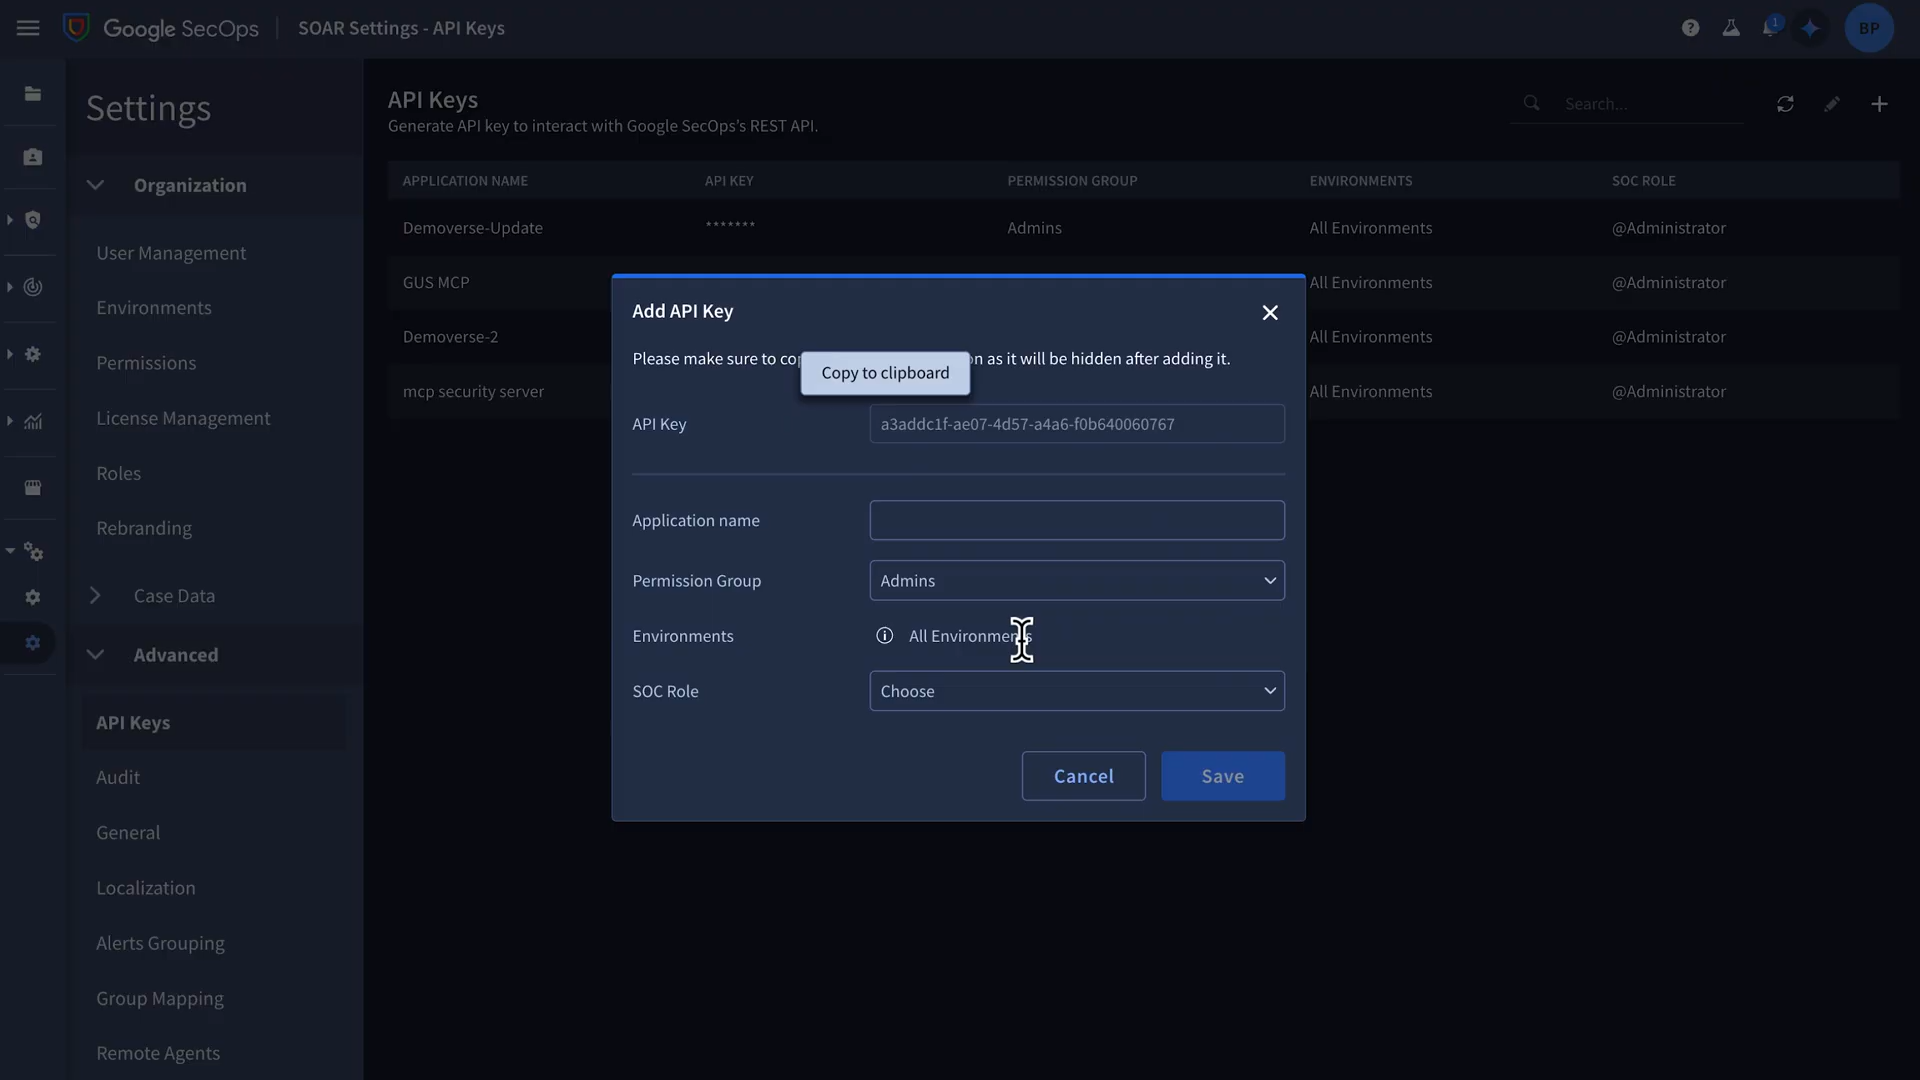 Google SecOps
SOAR Settings - API Keys
?
1
BP
Settings
Organization
User Management
Environments
Permissions
License Management
Roles
Rebranding
Case Data
Advanced
API Keys
Audit
General
Localization
Alerts Grouping
Group Mapping
Remote Agents
API Keys
Generate API key to interact with Google SecOps's REST API.
Search...
APPLICATION NAME API KEY PERMISSION GROUP ENVIRONMENTS SOC ROLE
Demoverse-Update ******* Admins All Environments @Administrator
GUS MCP All Environments @Administrator
Demoverse-2 All Environments @Administrator
mcp security server All Environments @Administrator
Add API Key
Please make sure to as it will be hidden after adding it.
Copy to clipboard
API Key a3addc1f-ae07-4d57-a4a6-f0b640060767
Application name
Permission Group Admins
Environments All Environments
SOC Role Choose
Cancel Save